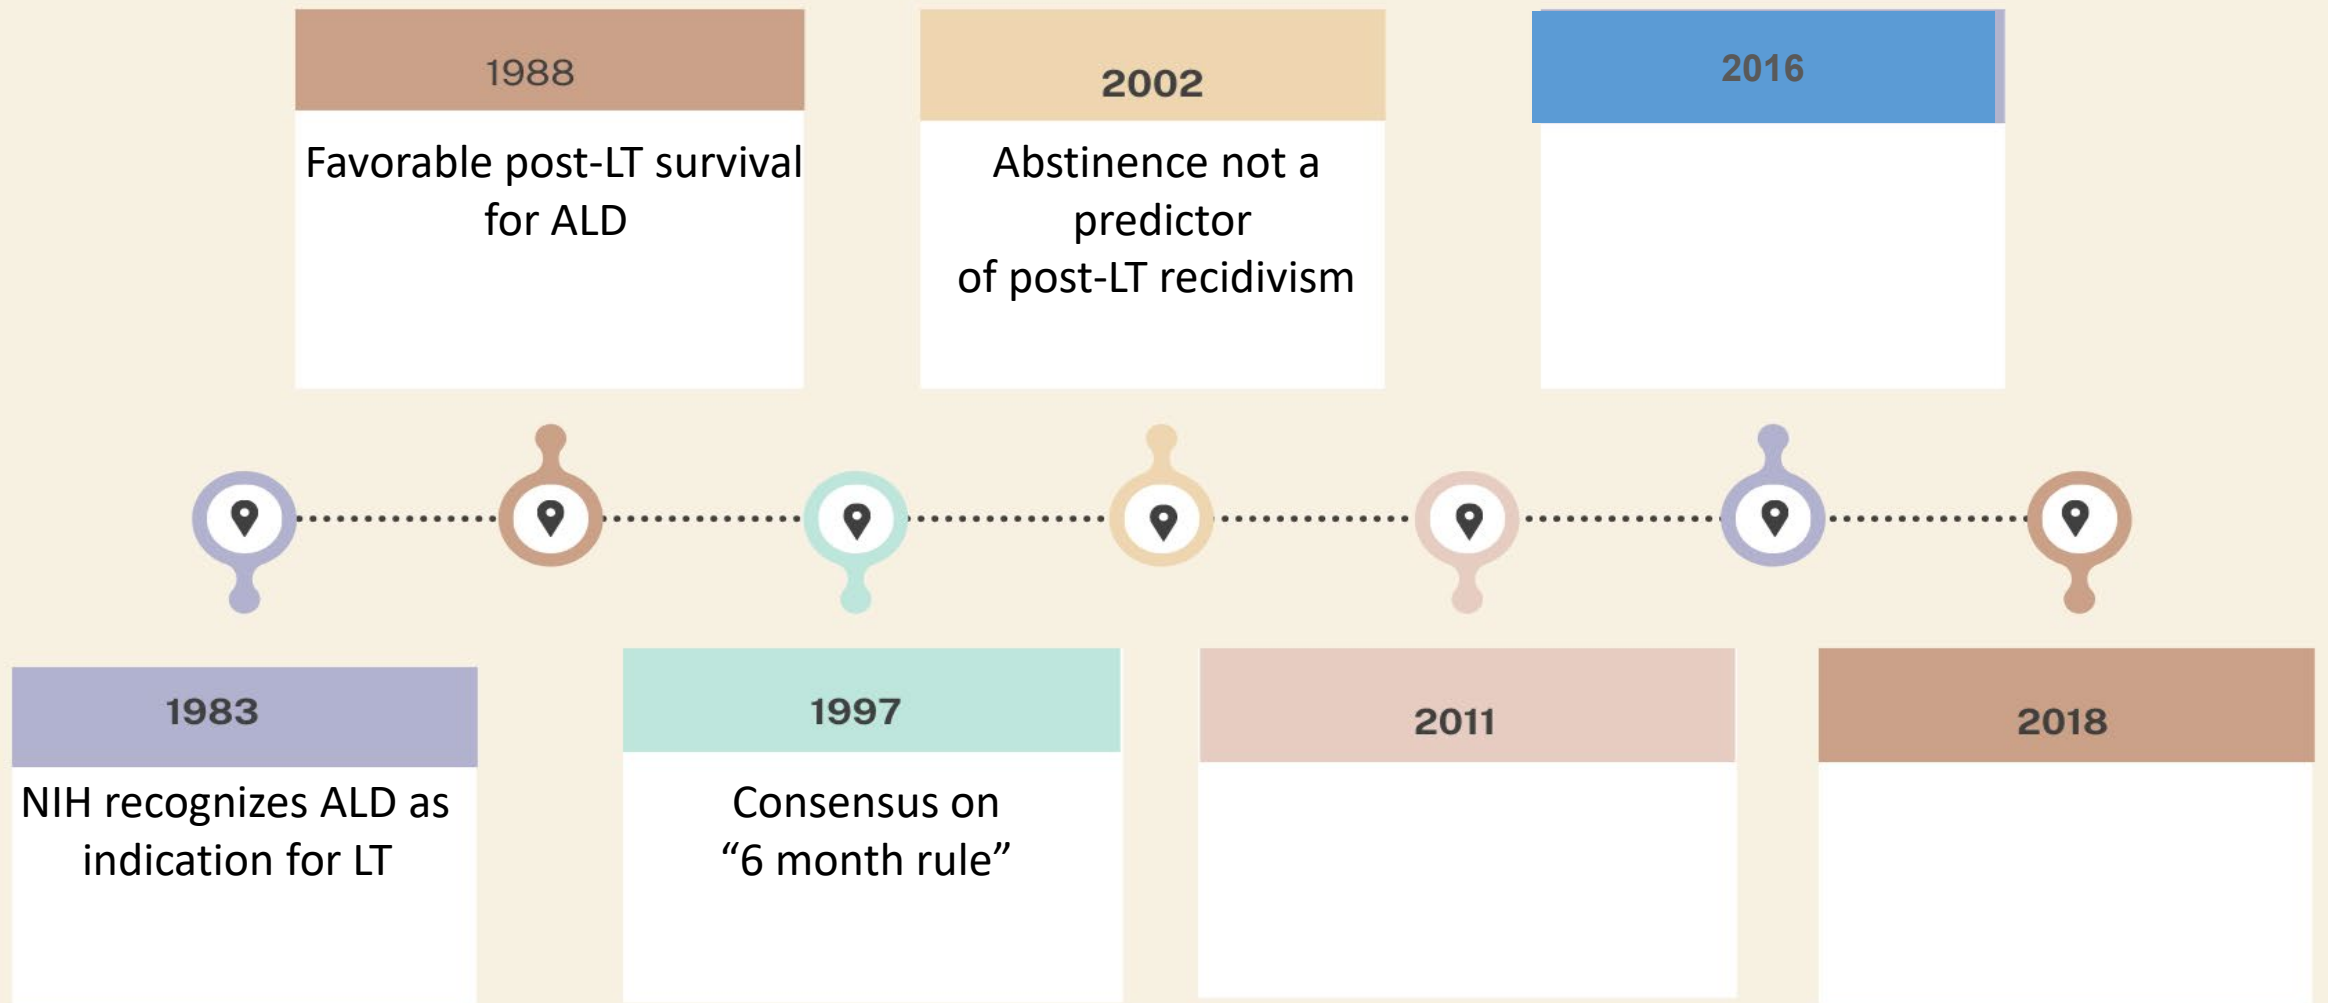 1988
Favorable post-LT survival
for ALD
2002
Abstinence not a
predictor
of post-LT recidivism
2016
1983
NIH recognizes ALD as
indication for LT
1997
Consensus on
“6 month rule”
2011
2018